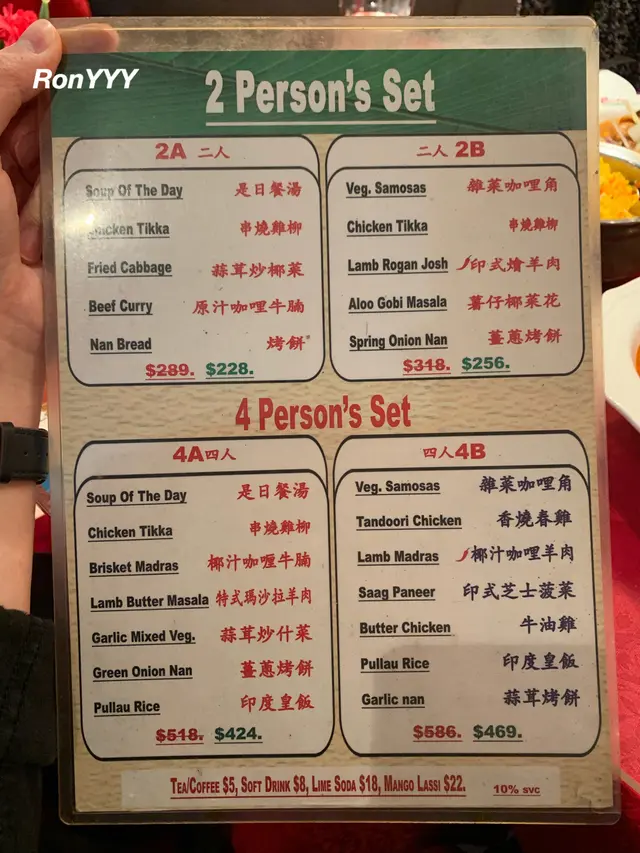 RonYYY
2 Person's Set
2A 二人
Soup Of The Day 是日餐湯
Chicken Tikka 串燒雞柳
Fried Cabbage 蒜茸炒椰菜
Beef Curry 原汁咖喱牛腩
Nan Bread 烤餅
$289. $228.
二人 2B
Veg. Samosas 雜菜咖哩角
Chicken Tikka 串燒雞柳
Lamb Rogan Josh 印式燴羊肉
Aloo Gobi Masala 薯仔椰菜花
Spring Onion Nan 薑蔥烤餅
$318. $256.
4 Person's Set
4A四人
Soup Of The Day 是日餐湯
Chicken Tikka 串燒雞柳
Brisket Madras 椰汁咖喱牛腩
Lamb Butter Masala 特式瑪沙拉羊肉
Garlic Mixed Veg. 蒜茸炒什菜
Green Onion Nan 薑蔥烤餅
Pullau Rice 印度皇飯
$518. $424.
四人4B
Veg. Samosas 雜菜咖哩角
Tandoori Chicken 香燒春雞
Lamb Madras 椰汁咖哩羊肉
Saag Paneer 印式芝士菠菜
Butter Chicken 牛油雞
Pullau Rice 印度皇飯
Garlic nan 蒜茸烤餅
$586. $469.
Tea/Coffee $5, Soft Drink $8, Lime Soda $18, Mango Lassi $22. 10% svc